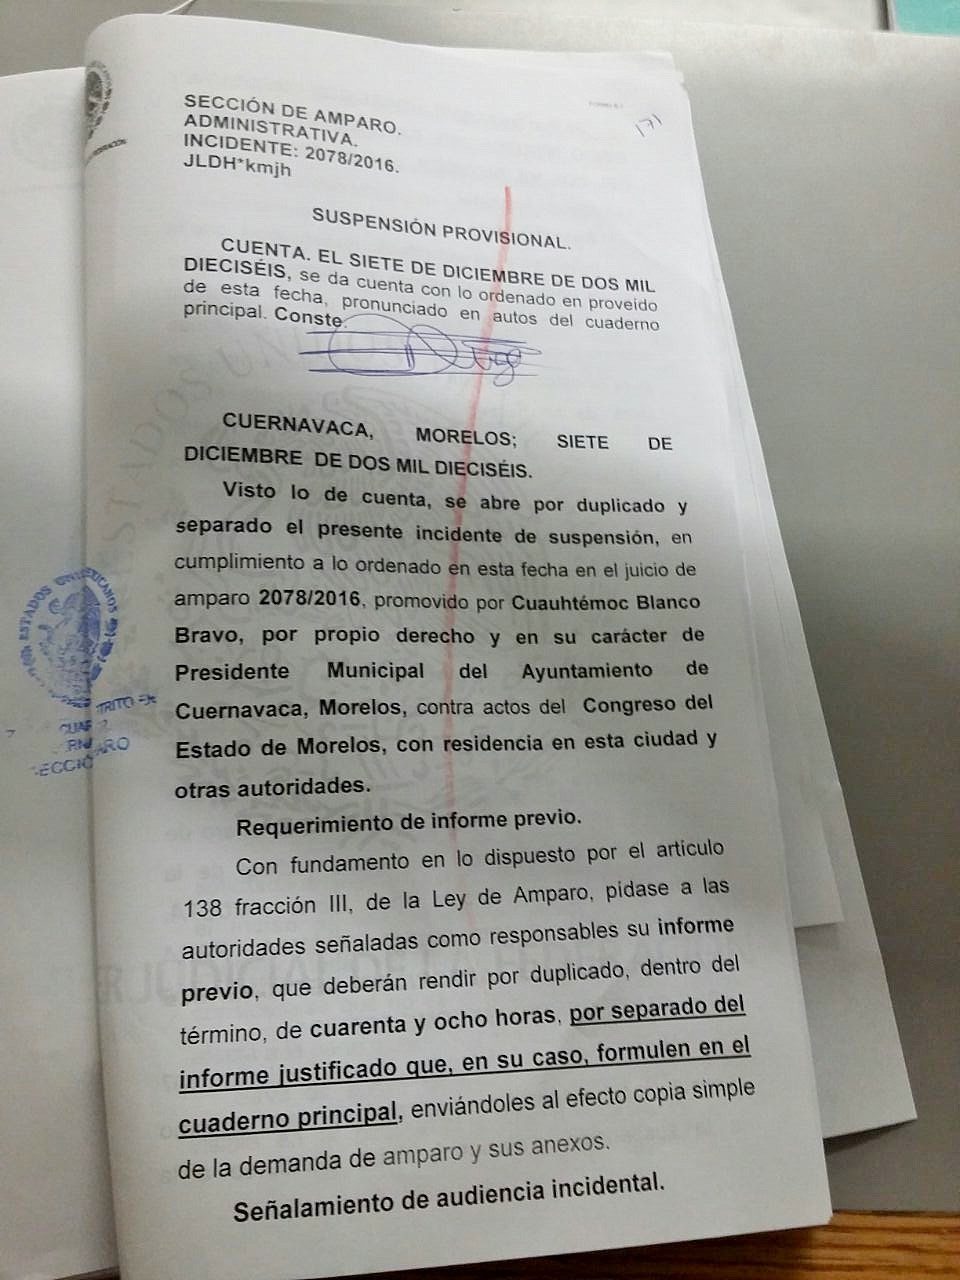 SECCIÓN DE AMPARO.
ADMINISTRATIVA.
INCIDENTE: 2078/2016.
JLDH*kmjh
171
SUSPENSIÓN PROVISIONAL.
CUENTA. EL SIETE DE DICIEMBRE DE DOS MIL
DIECISÉIS, se da cuenta con lo ordenado en proveído
de esta fecha, pronunciado en autos del cuaderno
principal. Conste.
CUERNAVACA, MORELOS; SIETE DE
DICIEMBRE DE DOS MIL DIECISÉIS.
Visto lo de cuenta, se abre por duplicado y
separado el presente incidente de suspensión, en
cumplimiento a lo ordenado en esta fecha en el juicio de
amparo 2078/2016, promovido por Cuauhtémoc Blanco
Bravo, por propio derecho y en su carácter de
Presidente Municipal del Ayuntamiento de
Cuernavaca, Morelos, contra actos del Congreso del
Estado de Morelos, con residencia en esta ciudad y
otras autoridades.
Requerimiento de informe previo.
Con fundamento en lo dispuesto por el artículo
138 fracción III, de la Ley de Amparo, pídase a las
autoridades señaladas como responsables su informe
previo, que deberán rendir por duplicado, dentro del
término, de cuarenta y ocho horas, por separado del
informe justificado que, en su caso, formulen en el
cuaderno principal, enviándoles al efecto copia simple
de la demanda de amparo y sus anexos.
Señalamiento de audiencia incidental.
ESTADOS UNI